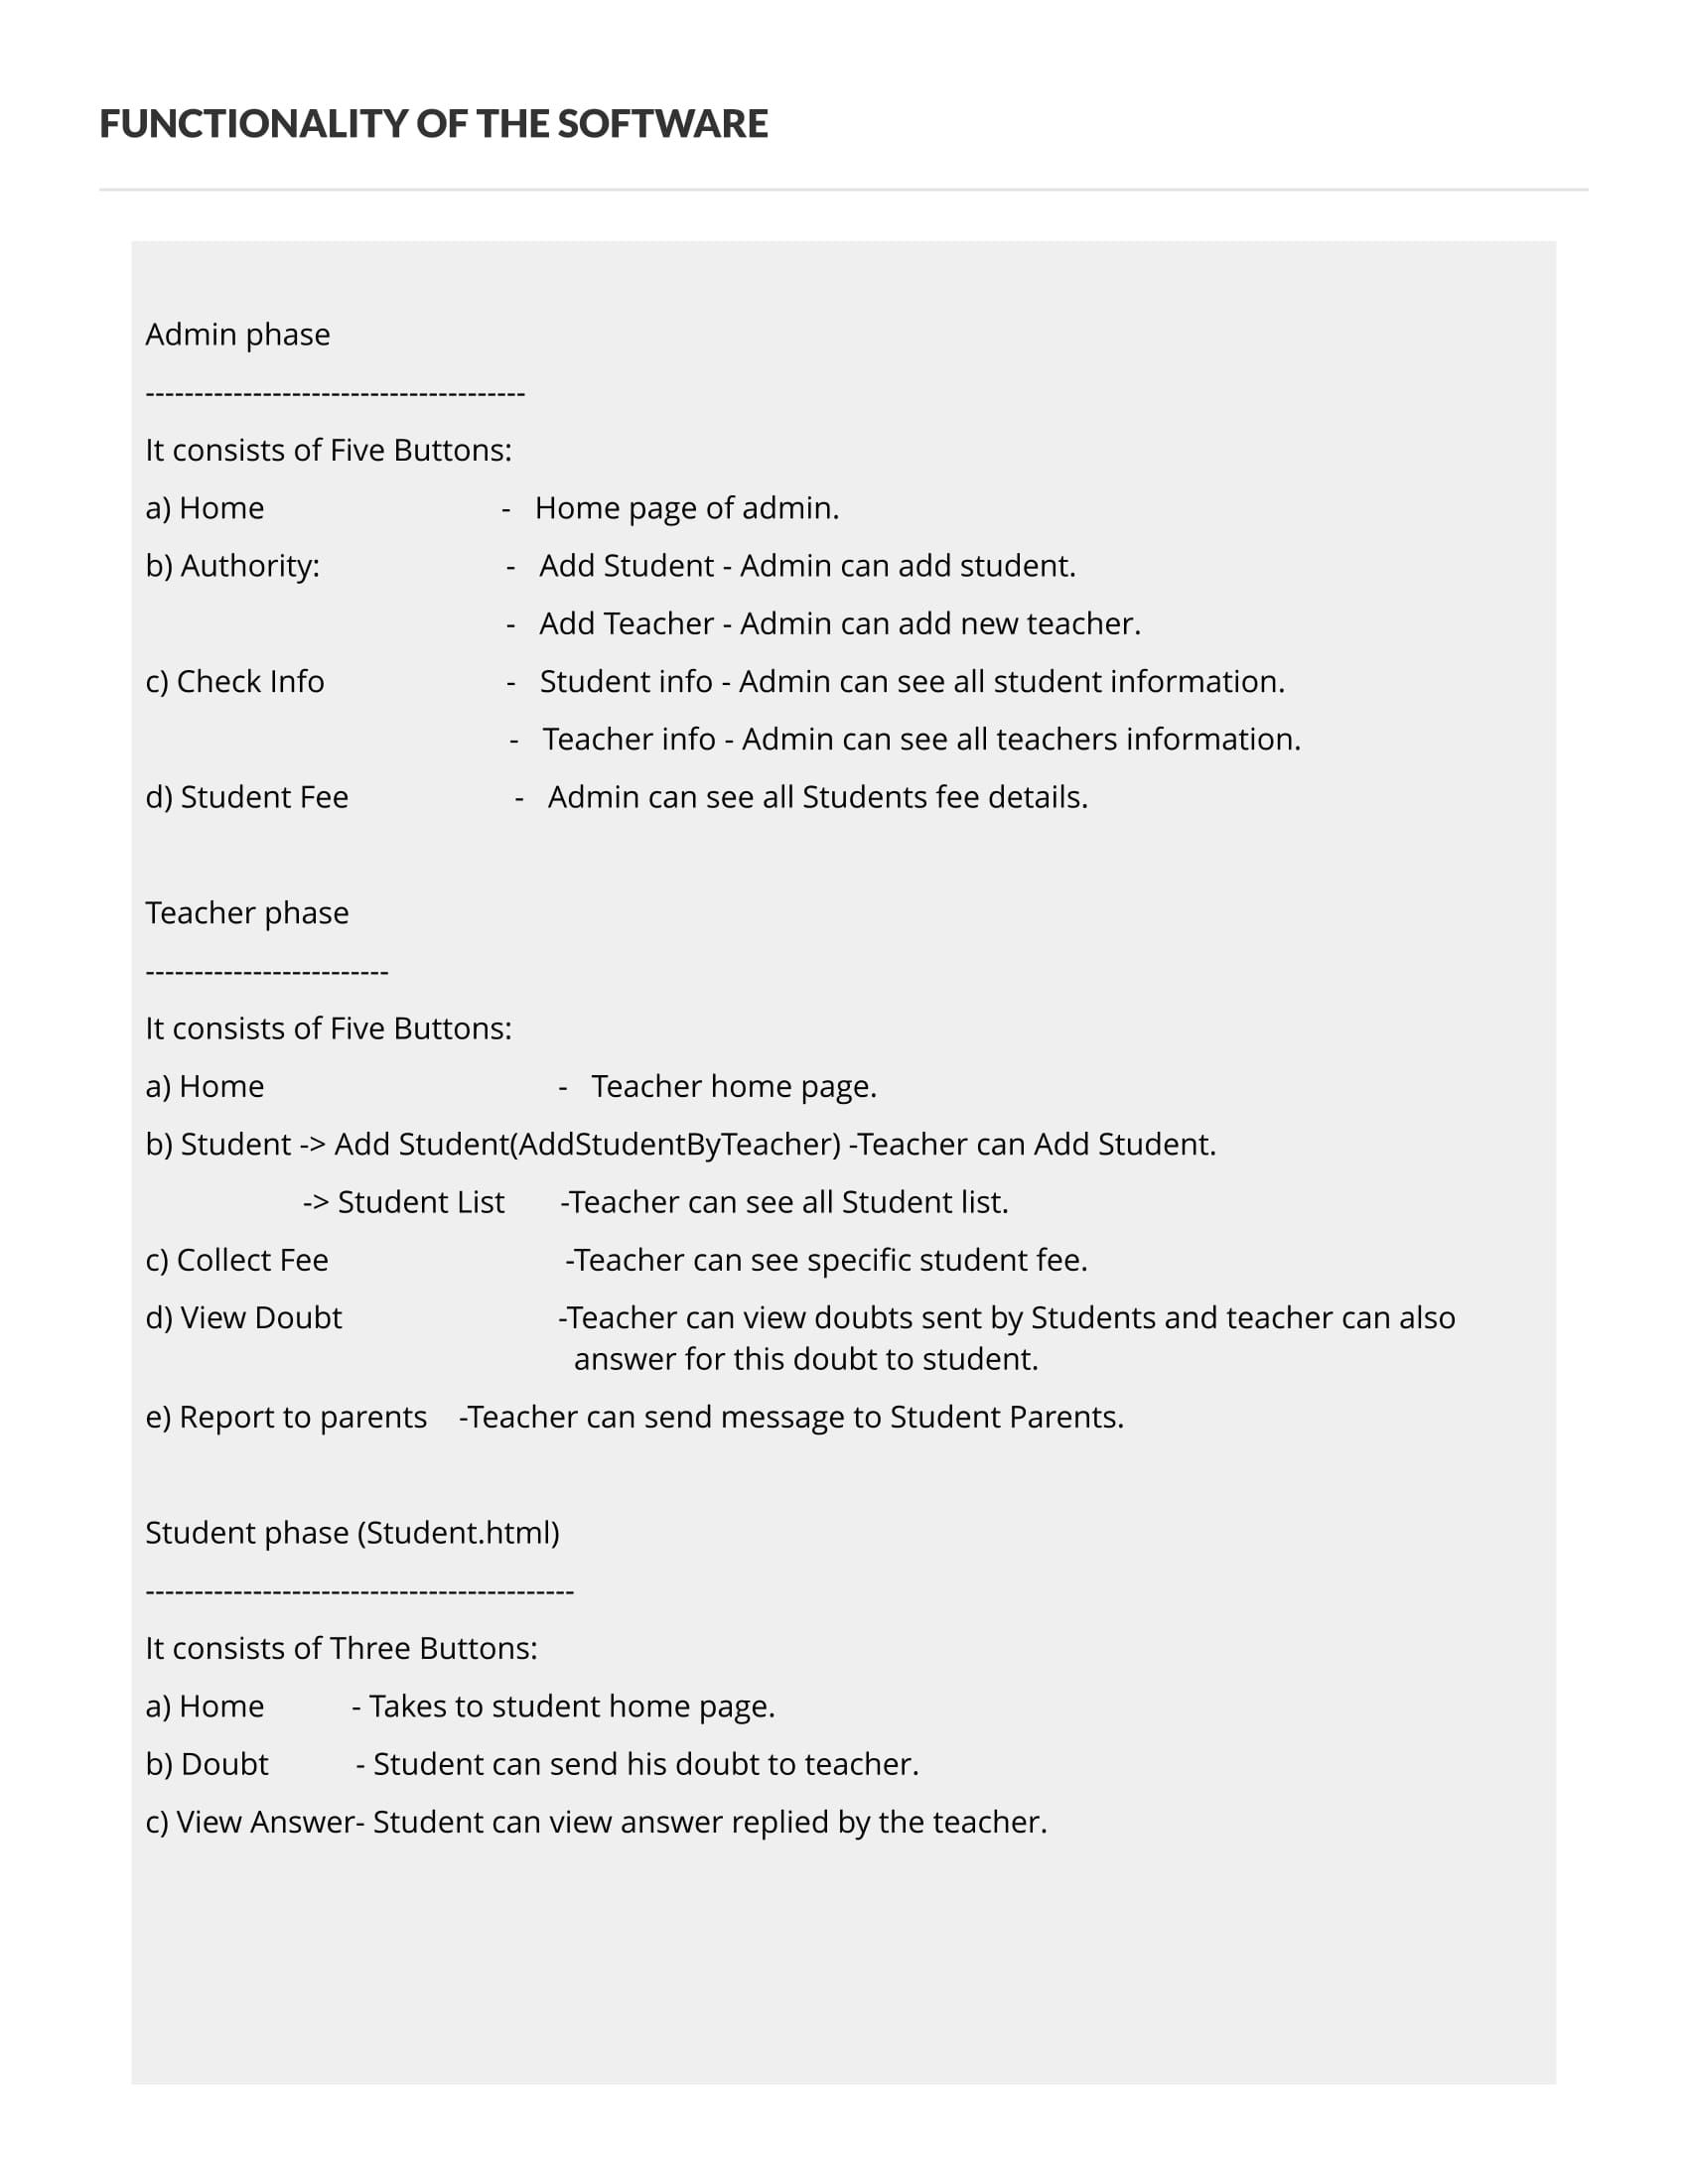 FUNCTIONALITY OF THE SOFTWARE
Admin phase
---------------------------------------
It consists of Five Buttons:
a) Home - Home page of admin.
b) Authority: - Add Student - Admin can add student.
- Add Teacher - Admin can add new teacher.
c) Check Info - Student info - Admin can see all student information.
- Teacher info - Admin can see all teachers information.
d) Student Fee - Admin can see all Students fee details.
Teacher phase
-------------------------
It consists of Five Buttons:
a) Home - Teacher home page.
b) Student -> Add Student(AddStudentByTeacher) -Teacher can Add Student.
-> Student List -Teacher can see all Student list.
c) Collect Fee -Teacher can see specific student fee.
d) View Doubt -Teacher can view doubts sent by Students and teacher can also
answer for this doubt to student.
e) Report to parents -Teacher can send message to Student Parents.
Student phase (Student.html)
--------------------------------------------
It consists of Three Buttons:
a) Home - Takes to student home page.
b) Doubt - Student can send his doubt to teacher.
c) View Answer- Student can view answer replied by the teacher.